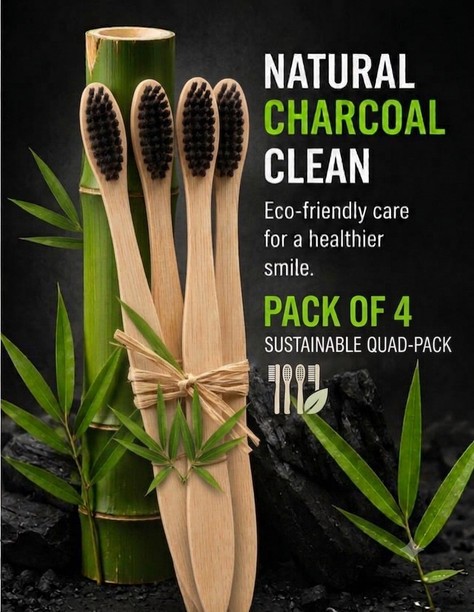 NATURAL
CHARCOAL
CLEAN
Eco-friendly care
for a healthier
smile.
PACK OF 4
SUSTAINABLE QUAD-PACK